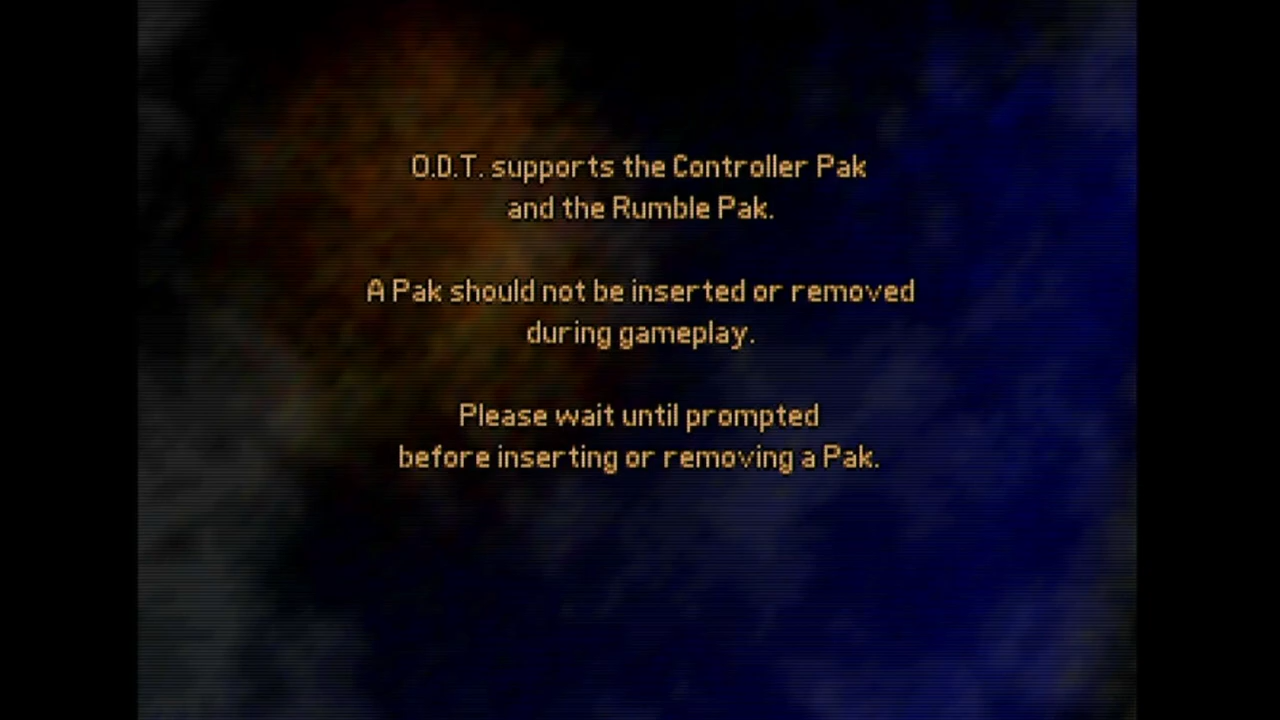 O.D.T. supports the Controller Pak
and the Rumble Pak.
A Pak should not be inserted or removed
during gameplay.
Please wait until prompted
before inserting or removing a Pak.